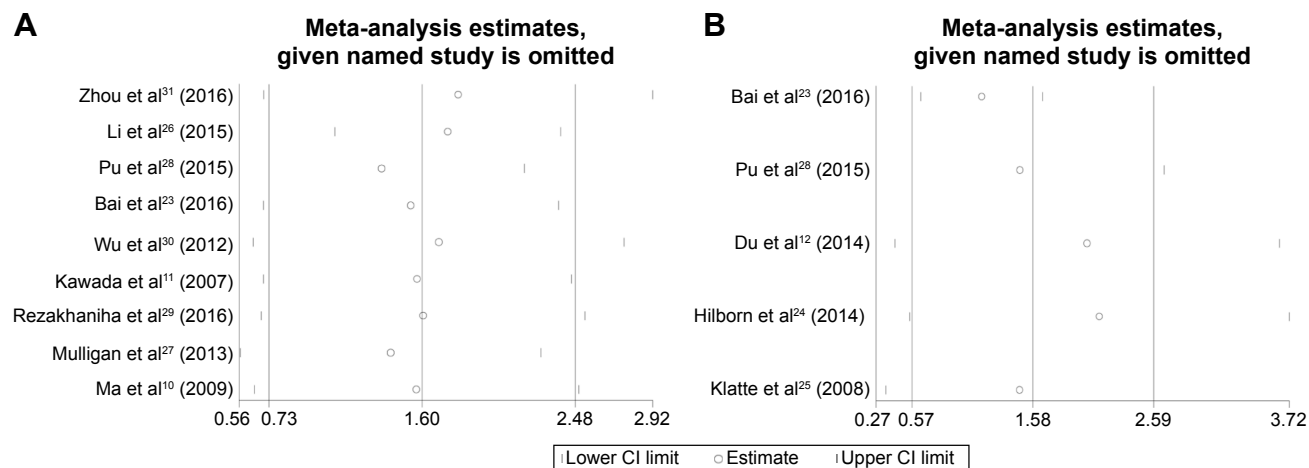 A
Meta-analysis estimates,
given named study is omitted
Zhou et al³¹ (2016)
Li et al²⁶ (2015)
Pu et al²⁸ (2015)
Bai et al²³ (2016)
Wu et al³⁰ (2012)
Kawada et al¹¹ (2007)
Rezakhaniha et al²⁹ (2016)
Mulligan et al²⁷ (2013)
Ma et al¹⁰ (2009)
0.56 0.73 1.60 2.48 2.92
B
Meta-analysis estimates,
given named study is omitted
Bai et al²³ (2016)
Pu et al²⁸ (2015)
Du et al¹² (2014)
Hilborn et al²⁴ (2014)
Klatte et al²⁵ (2008)
0.27 0.57 1.58 2.59 3.72
Lower CI limit Estimate Upper CI limit